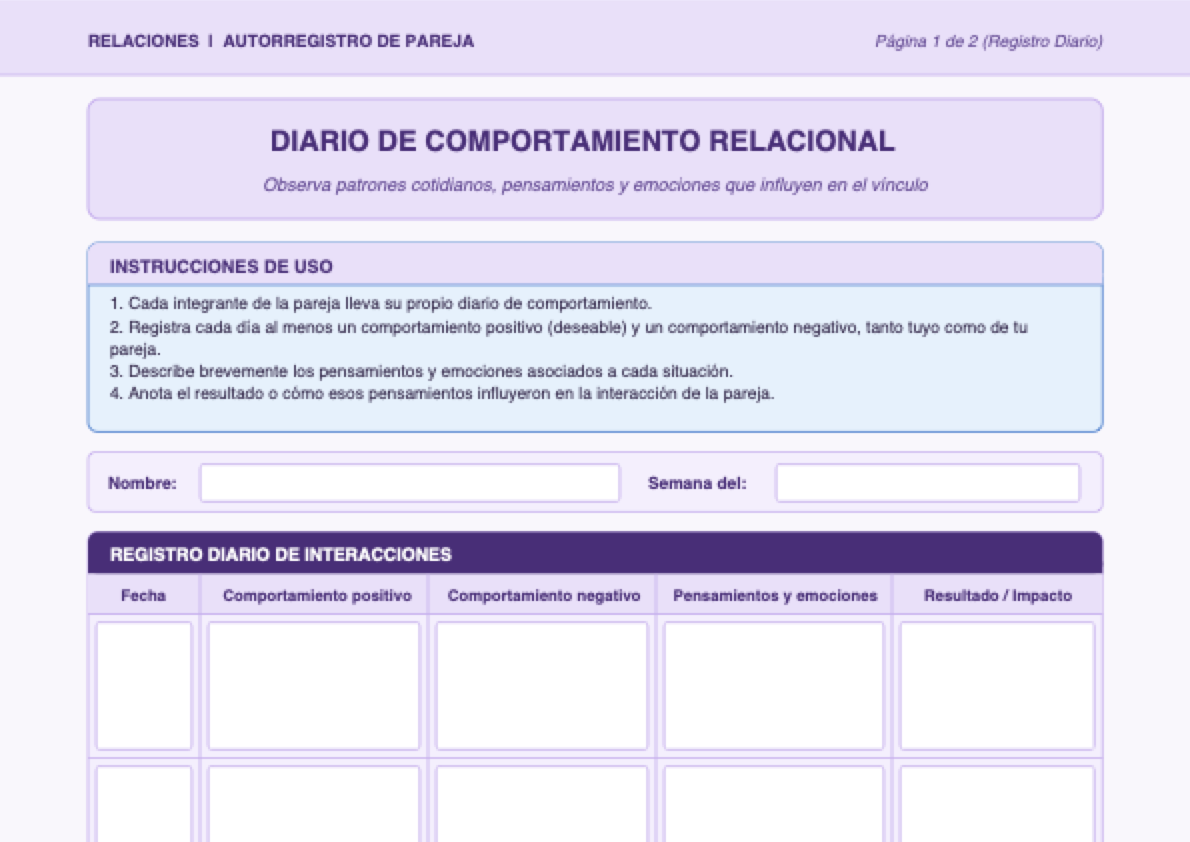 RELACIONES | AUTORREGISTRO DE PAREJA
Página 1 de 2 (Registro Diario)
DIARIO DE COMPORTAMIENTO RELACIONAL
Observa patrones cotidianos, pensamientos y emociones que influyen en el vínculo
INSTRUCCIONES DE USO
1. Cada integrante de la pareja lleva su propio diario de comportamiento.
2. Registra cada día al menos un comportamiento positivo (deseable) y un comportamiento negativo, tanto tuyo como de tu
pareja.
3. Describe brevemente los pensamientos y emociones asociados a cada situación.
4. Anota el resultado o cómo esos pensamientos influyeron en la interacción de la pareja.
Nombre: Semana del:
REGISTRO DIARIO DE INTERACCIONES
Fecha Comportamiento positivo Comportamiento negativo Pensamientos y emociones Resultado / Impacto